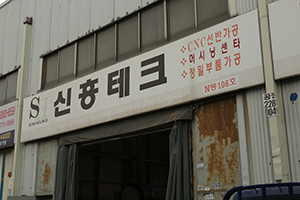 S
신흥테크
※CNC선반가공
※머시닝센타
※정밀부품가공
N동106호